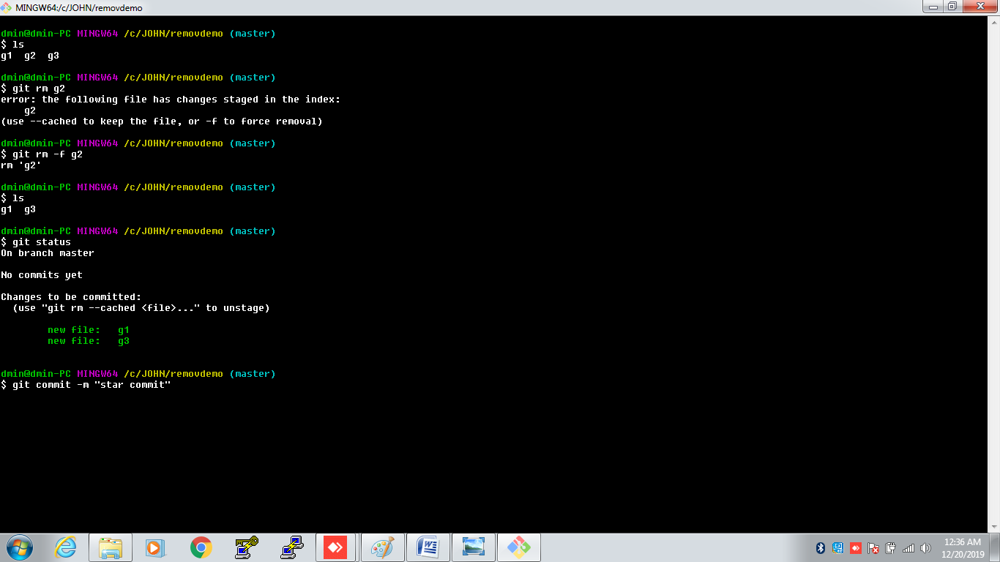 MINGW64:/c/JOHN/removdemo
dmin@dmin-PC MINGW64 /c/JOHN/removdemo (master)
$ ls
g1  g2  g3
dmin@dmin-PC MINGW64 /c/JOHN/removdemo (master)
$ git rm g2
error: the following file has changes staged in the index:
    g2
(use --cached to keep the file, or -f to force removal)
dmin@dmin-PC MINGW64 /c/JOHN/removdemo (master)
$ git rm -f g2
rm 'g2'
dmin@dmin-PC MINGW64 /c/JOHN/removdemo (master)
$ ls
g1  g3
dmin@dmin-PC MINGW64 /c/JOHN/removdemo (master)
$ git status
On branch master
No commits yet
Changes to be committed:
  (use "git rm --cached <file>..." to unstage)
        new file:   g1
        new file:   g3
dmin@dmin-PC MINGW64 /c/JOHN/removdemo (master)
$ git commit -m "star commit"
12:36 AM
12/20/2019